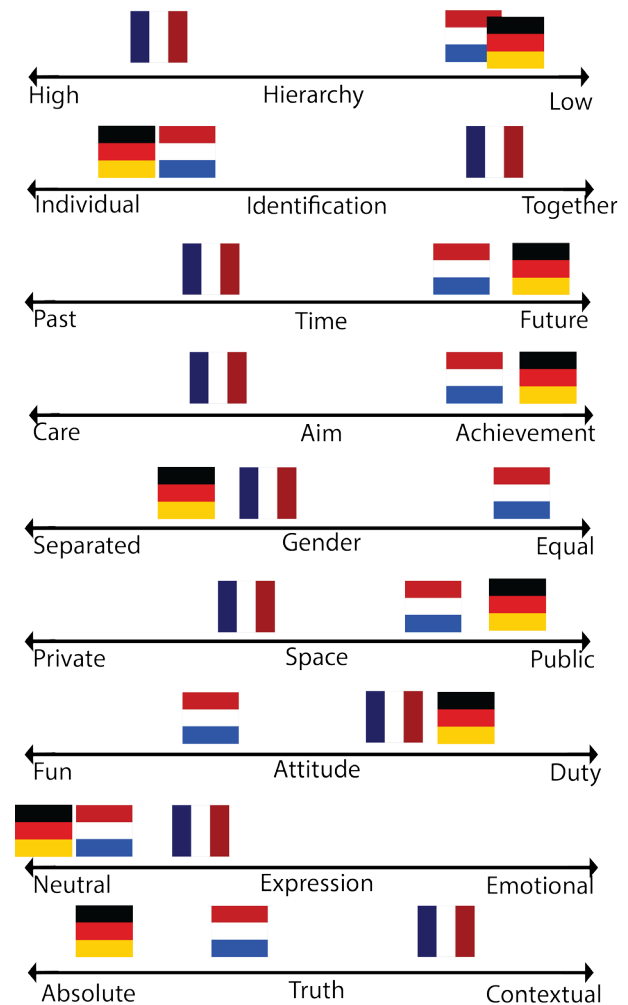 High Hierarchy Low
Individual Identification Together
Past Time Future
Care Aim Achievement
Separated Gender Equal
Private Space Public
Fun Attitude Duty
Neutral Expression Emotional
Absolute Truth Contextual